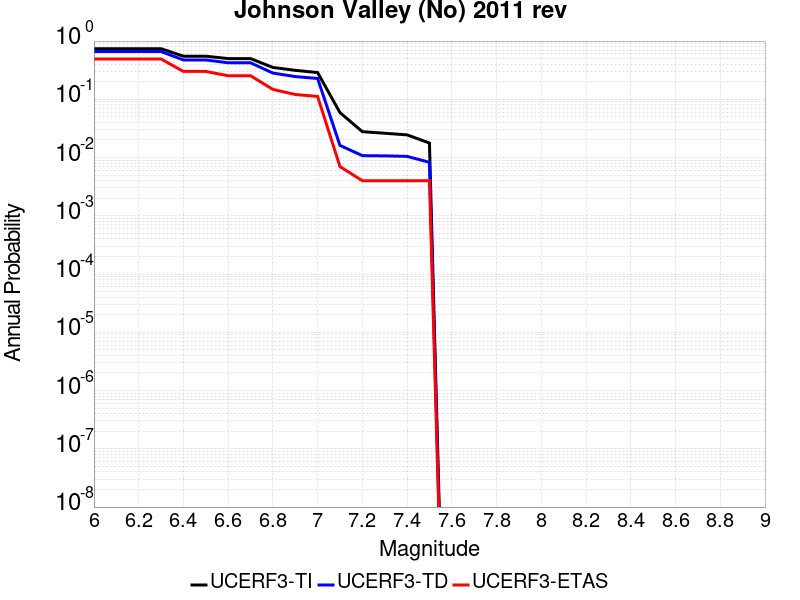 Johnson Valley (No) 2011 rev
10^0
10^-1
10^-2
10^-3
10^-4
10^-5
10^-6
10^-7
10^-8
Annual Probability
6 6.2 6.4 6.6 6.8 7 7.2 7.4 7.6 7.8 8 8.2 8.4 8.6 8.8 9
Magnitude
UCERF3-TI UCERF3-TD UCERF3-ETAS